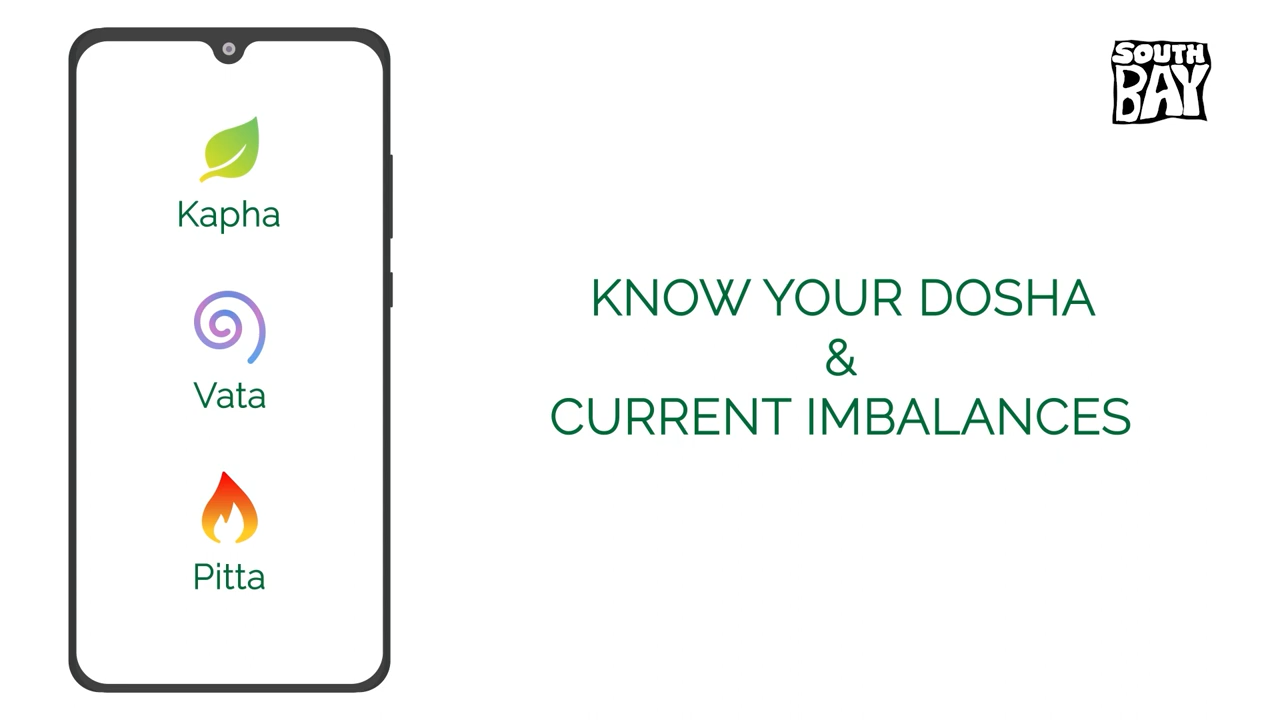 Kapha
Vata
Pitta
KNOW YOUR DOSHA
&
CURRENT IMBALANCES
SOUTH
BAY